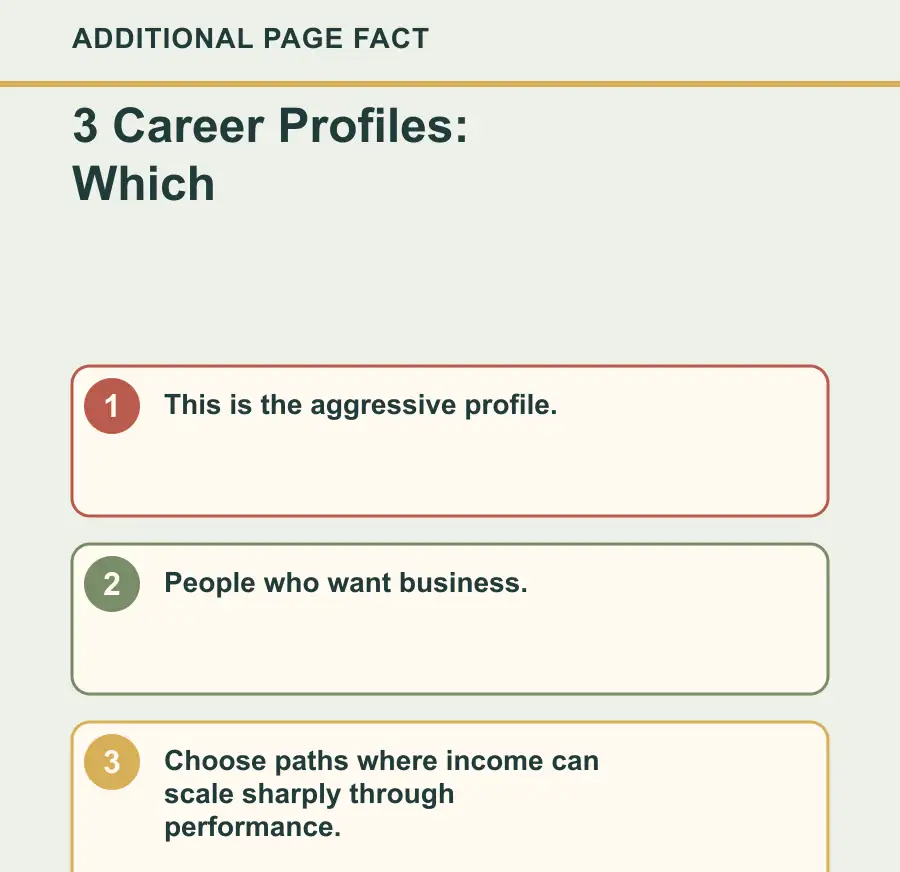 ADDITIONAL PAGE FACT
3 Career Profiles:
Which
1
This is the aggressive profile.
2
People who want business.
3
Choose paths where income can
scale sharply through
performance.